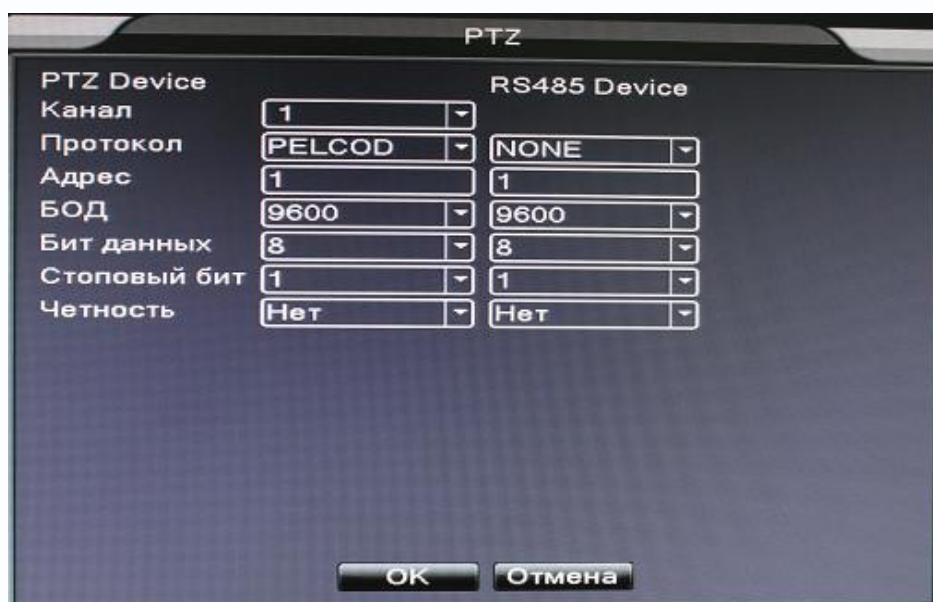 PTZ
PTZ Device RS485 Device
Канал 1
Протокол PELCOD NONE
Адрес 1 1
БОД 9600 9600
Бит данных 8 8
Стоповый бит 1 1
Четность Нет Нет
OK Отмена